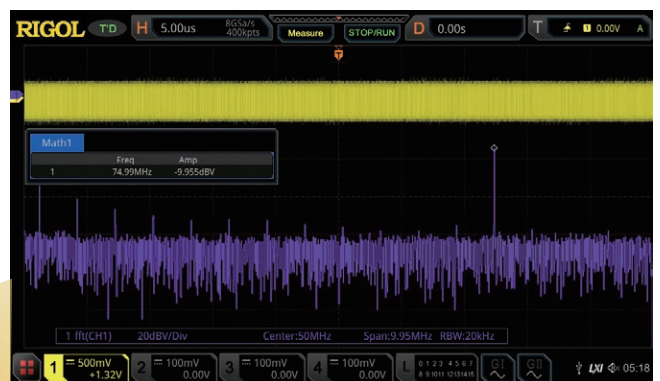 RIGOL T'D H 5.00us 8GSa/s 400kpts Measure STOP/RUN D 0.00s T 1 0.00V A
T
Math1
Freq Amp
1 74.99MHz -9.955dBV
1 fft(CH1) 20dBV/Div Center:50MHz Span:9.95MHz RBW:20kHz
1 500mV +1.32V 2 100mV 0.00V 3 100mV 0.00V 4 100mV 0.00V L 0 1 2 3 4 5 6 7 8 9 10 11 12 13 14 15 GI GII LXI 05:18